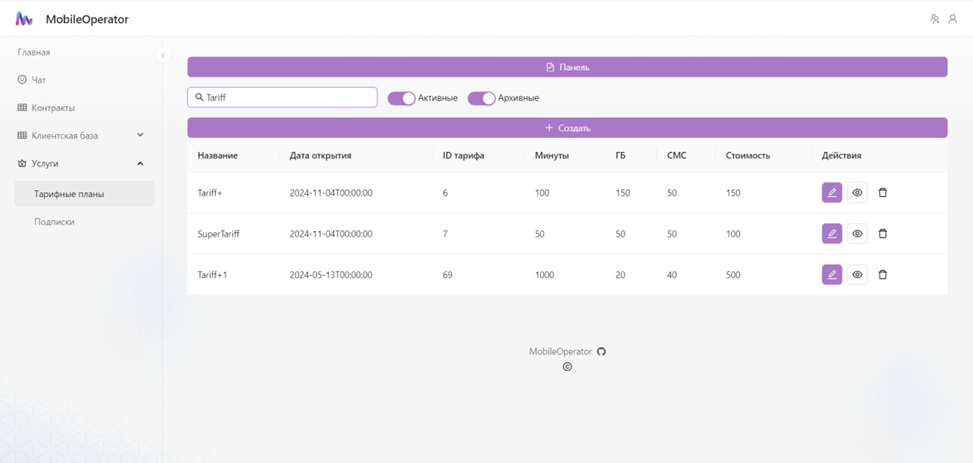 MobileOperator
Главная
Чат
Контракты
Клиентская база
Услуги
Тарифные планы
Подписки
Панель
Tariff
Активные Архивные
+ Создать
Название Дата открытия ID тарифа Минуты ГБ СМС Стоимость Действия
Tariff+ 2024-11-04T00:00:00 6 100 150 50 150
SuperTariff 2024-11-04T00:00:00 7 50 50 50 100
Tariff+1 2024-05-13T00:00:00 69 1000 20 40 500
MobileOperator
©